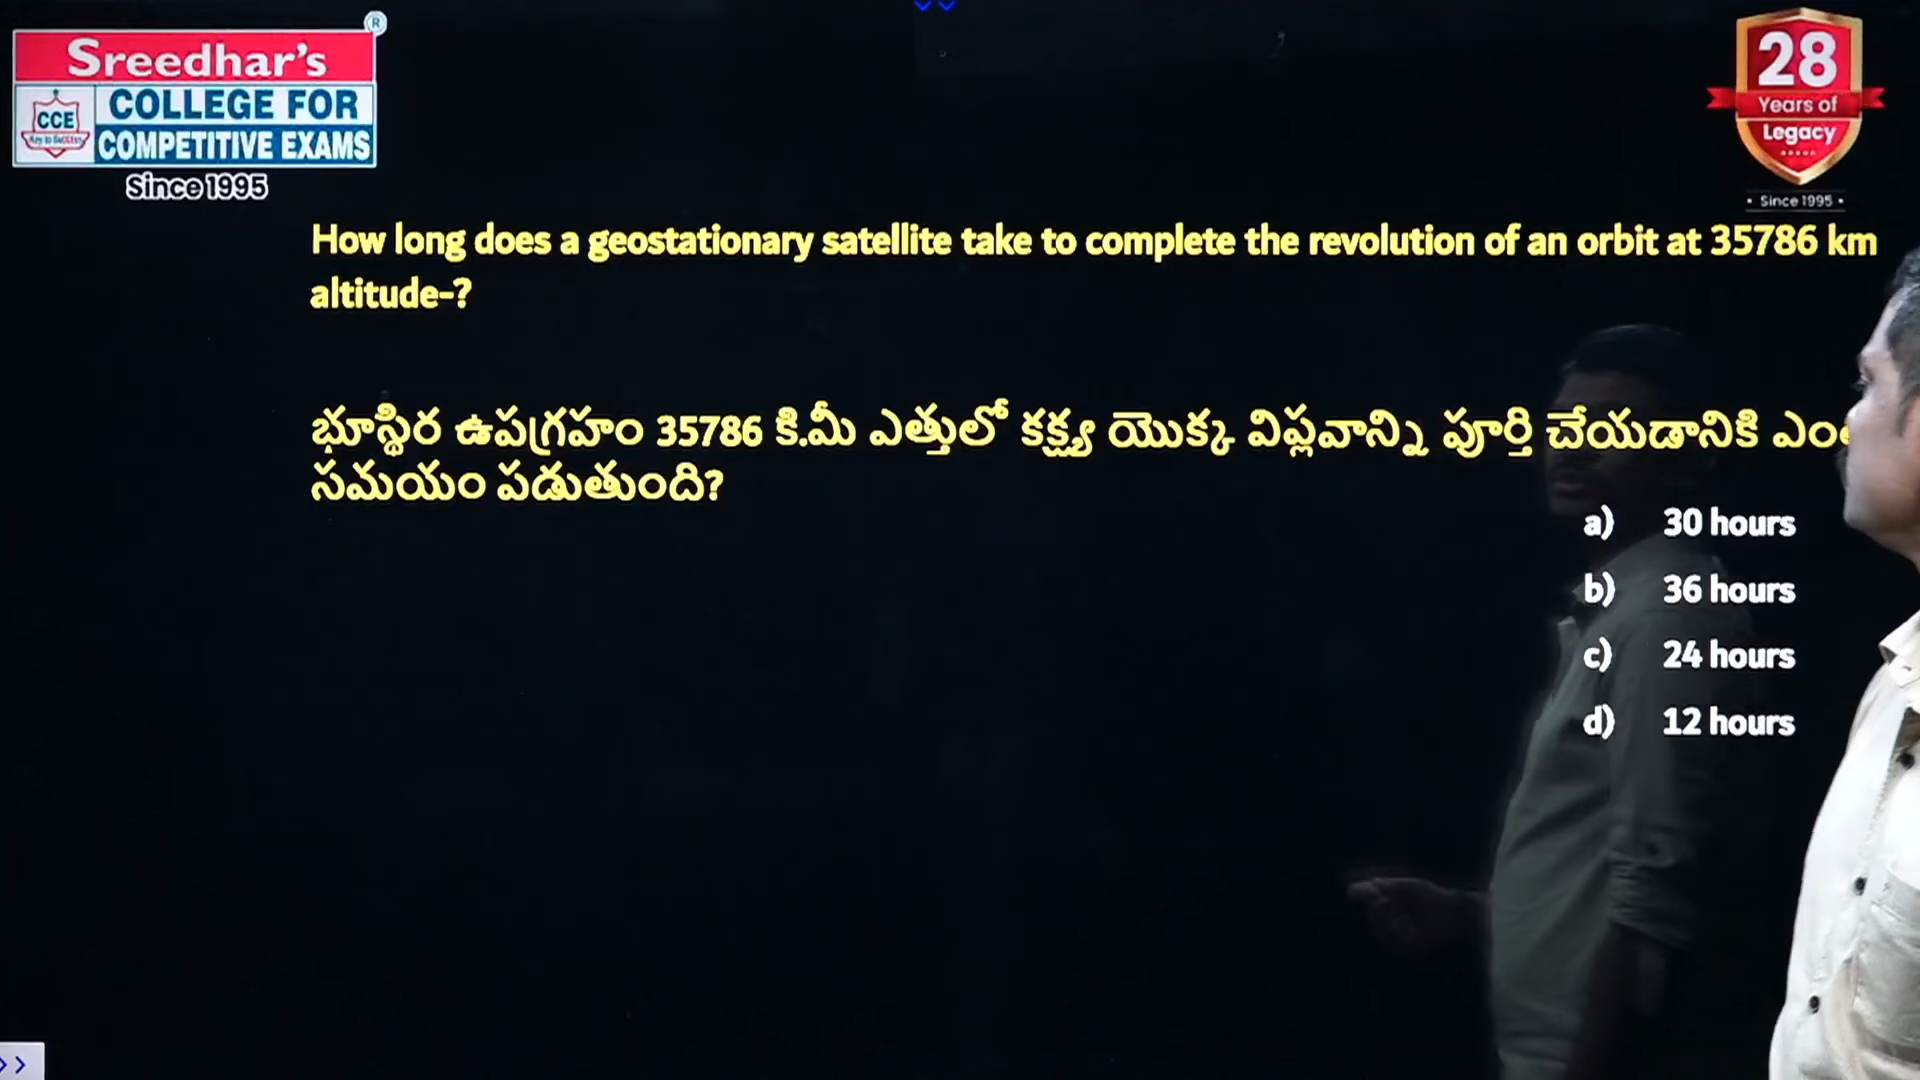 Sreedhar's
®
CCE
COLLEGE FOR
COMPETITIVE EXAMS
Since 1995
28
Years of
Legacy
• Since 1995 •
How long does a geostationary satellite take to complete the revolution of an orbit at 35786 km
altitude-?
భూస్థిర ఉపగ్రహం 35786 కి.మీ ఎత్తులో కక్ష్య యొక్క విప్లవాన్ని పూర్తి చేయడానికి
సమయం పడుతుంది?
a) 30 hours
b) 36 hours
c) 24 hours
d) 12 hours